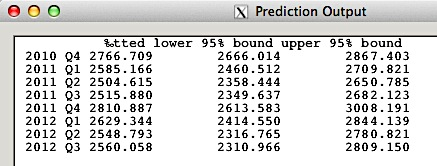 Prediction Output
%tted lower 95% bound upper 95% bound
2010 Q4 2766.709 2666.014 2867.403
2011 Q1 2585.166 2460.512 2709.821
2011 Q2 2504.615 2358.444 2650.785
2011 Q3 2515.880 2349.637 2682.123
2011 Q4 2810.887 2613.583 3008.191
2012 Q1 2629.344 2414.550 2844.139
2012 Q2 2548.793 2316.765 2780.821
2012 Q3 2560.058 2310.966 2809.150